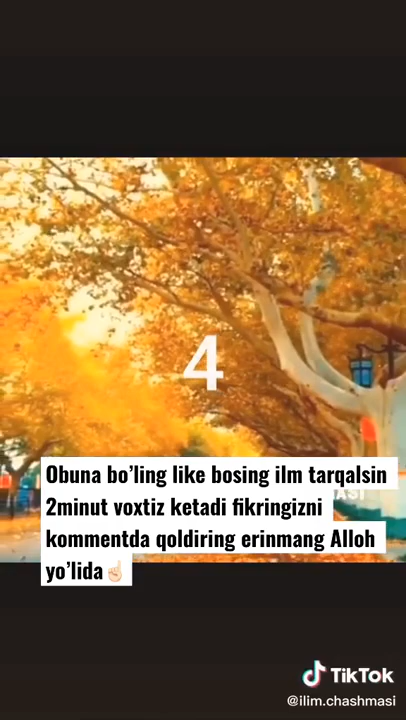 4
Obuna bo’ling like bosing ilm tarqalsin
2minut voxtiz ketadi fikringizni
kommentda qoldiring erinmang Alloh
yo’lida☝🏻
TikTok
@ilim.chashmasi